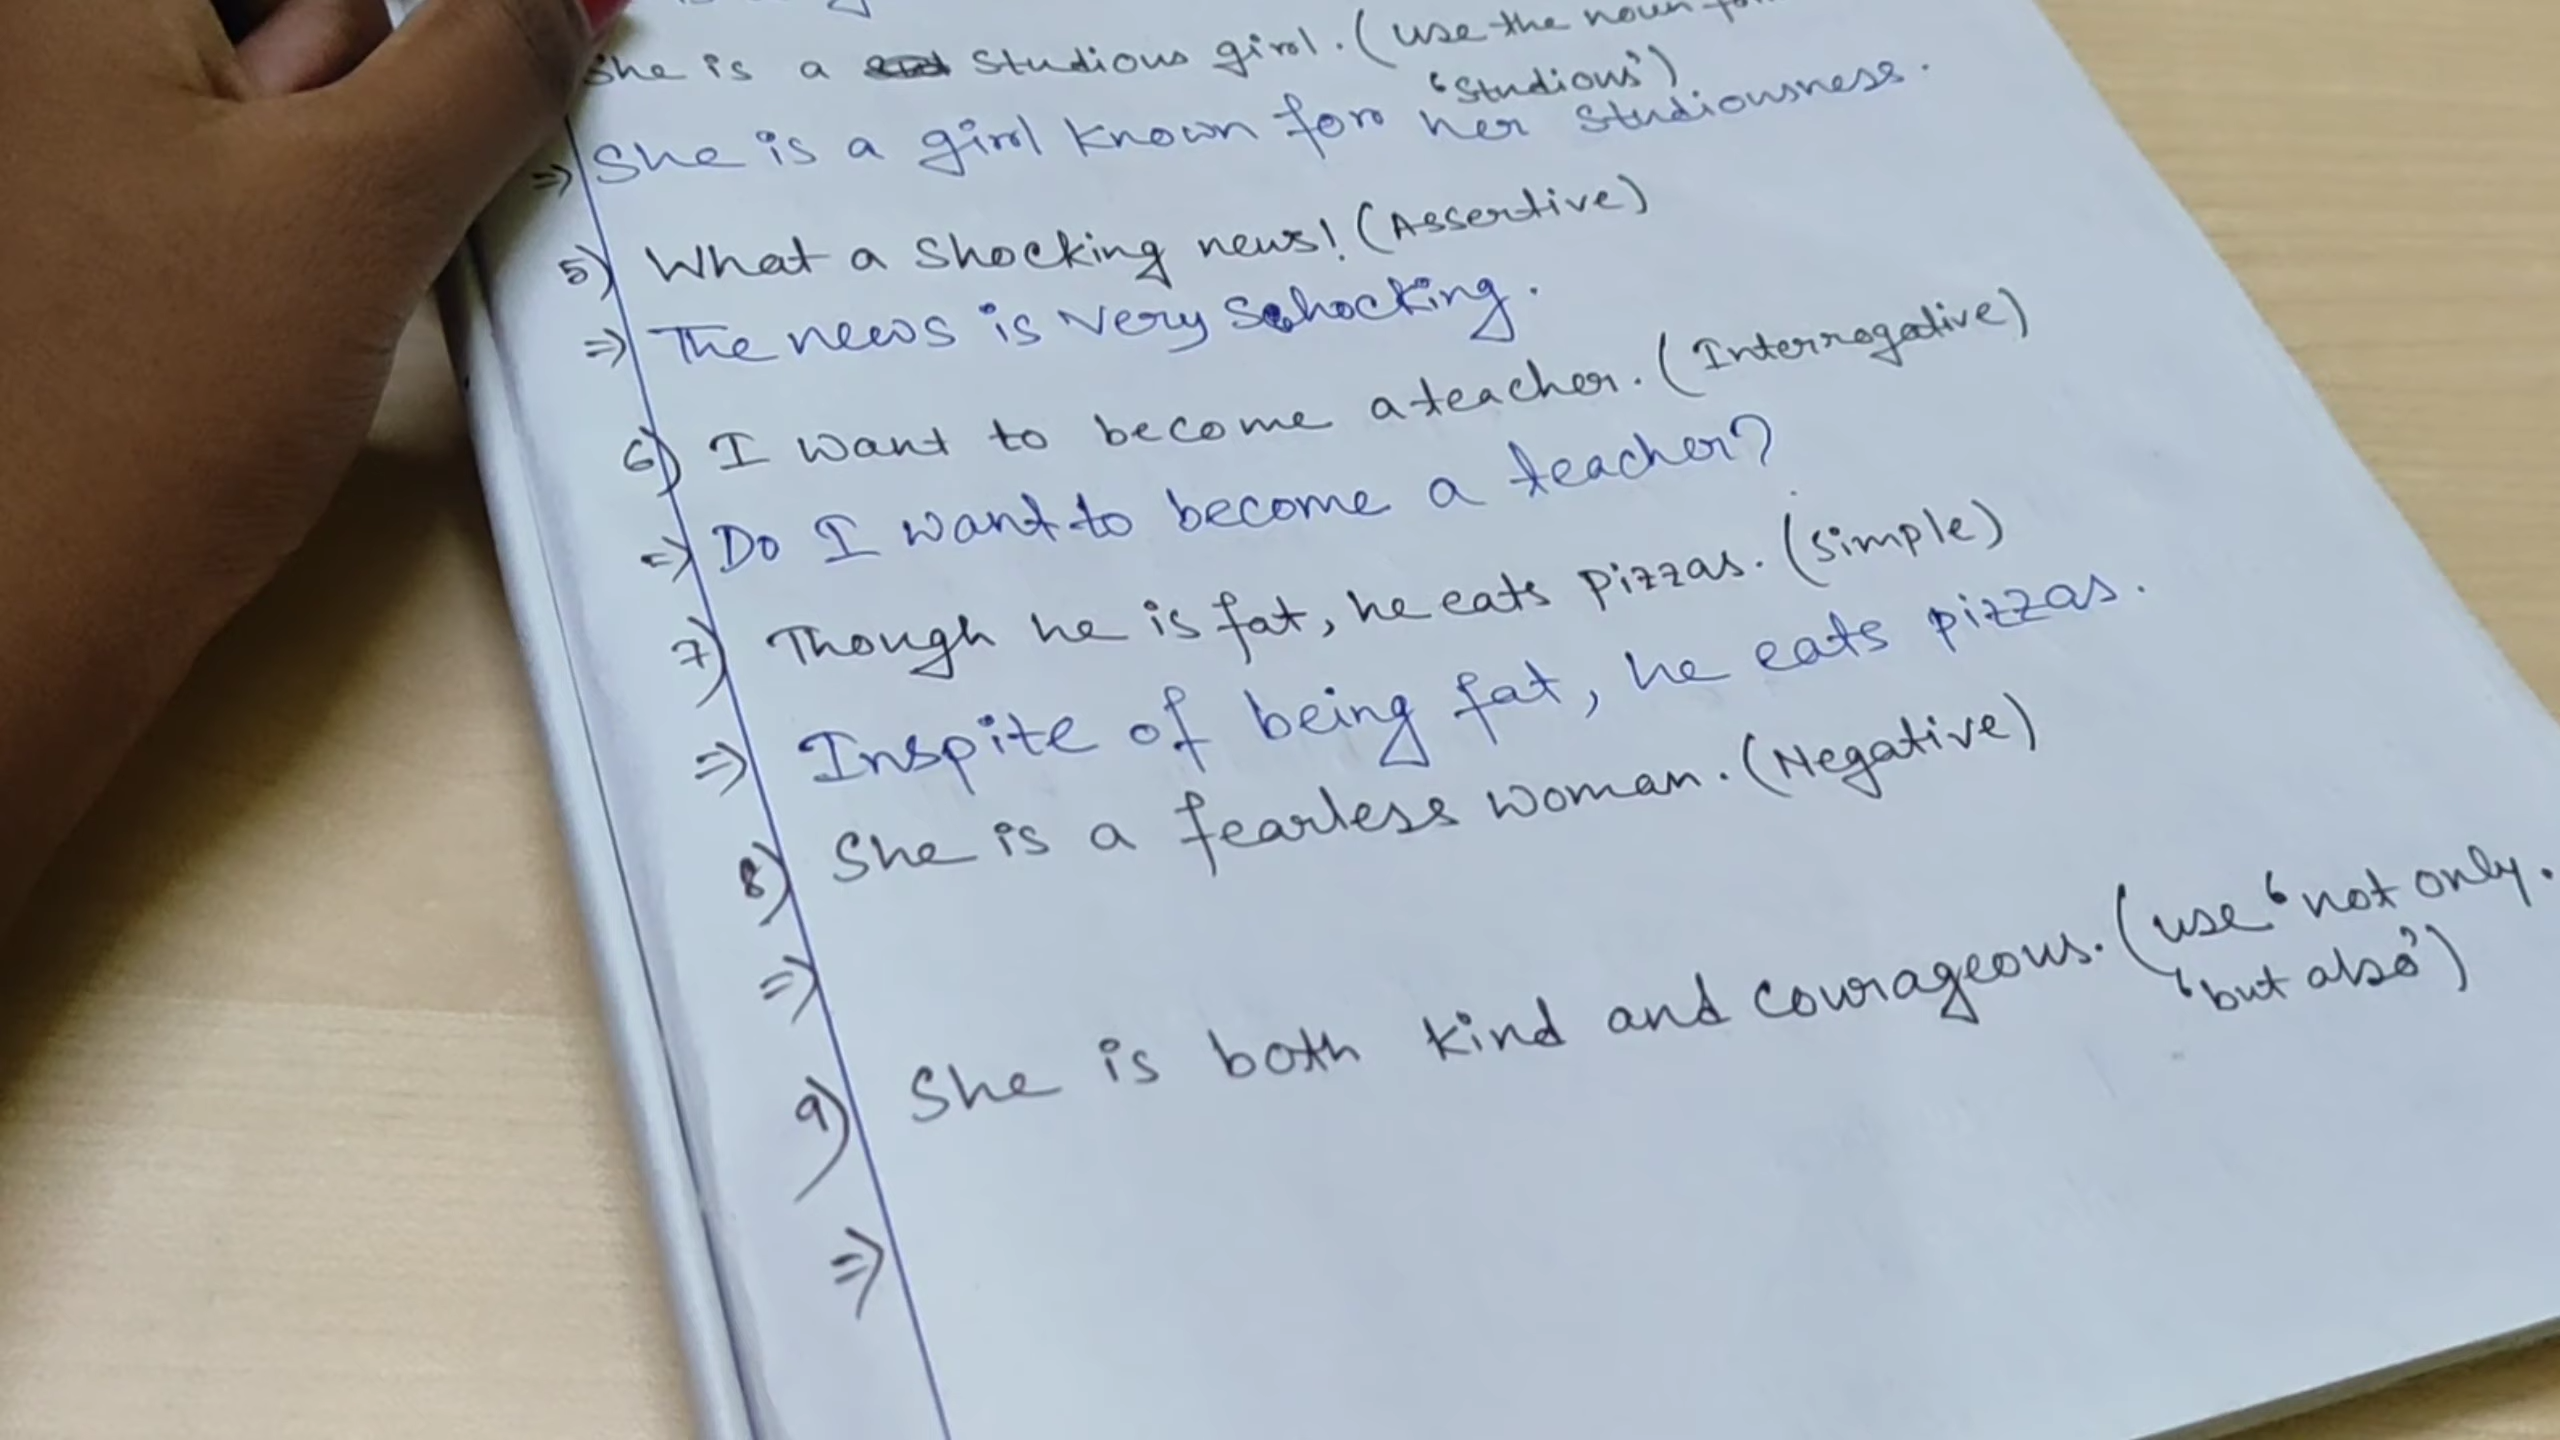 She is a studious girl. (use the noun
'studious')
=> She is a girl known for her studiousness.
5) What a shocking news! (Assertive)
=> The news is very shocking.
6) I want to become a teacher. (Interrogative)
=> Do I want to become a teacher?
7) Though he is fat, he eats pizzas. (simple)
=> Inspite of being fat, he eats pizzas.
8) She is a fearless woman. (Negative)
=>
9) She is both kind and courageous. (use 'not only.
'but also')
=>